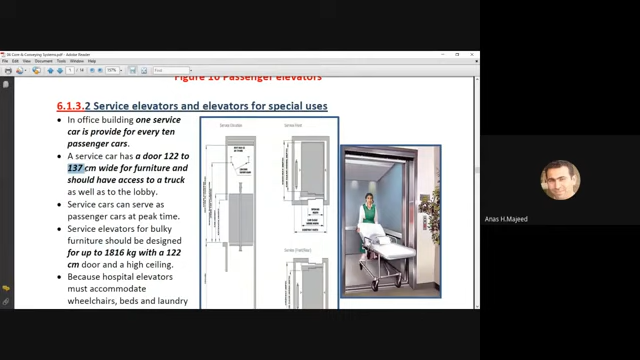 06 Core & Conveying Systems.pdf - Adobe Reader
File Edit View Document Tools Window Help
Find
Figure 10 Passenger elevators
6.1.3.2 Service elevators and elevators for special uses
In office building one service
car is provide for every ten
passenger cars.
A service car has a door 122 to
137 cm wide for furniture and
should have access to a truck
as well as to the lobby.
Service cars can serve as
passenger cars at peak time.
Service elevators for bulky
furniture should be designed
for up to 1816 kg with a 122
cm door and a high ceiling.
Because hospital elevators
must accommodate
wheelchairs, beds and laundry
Anas H.Majeed